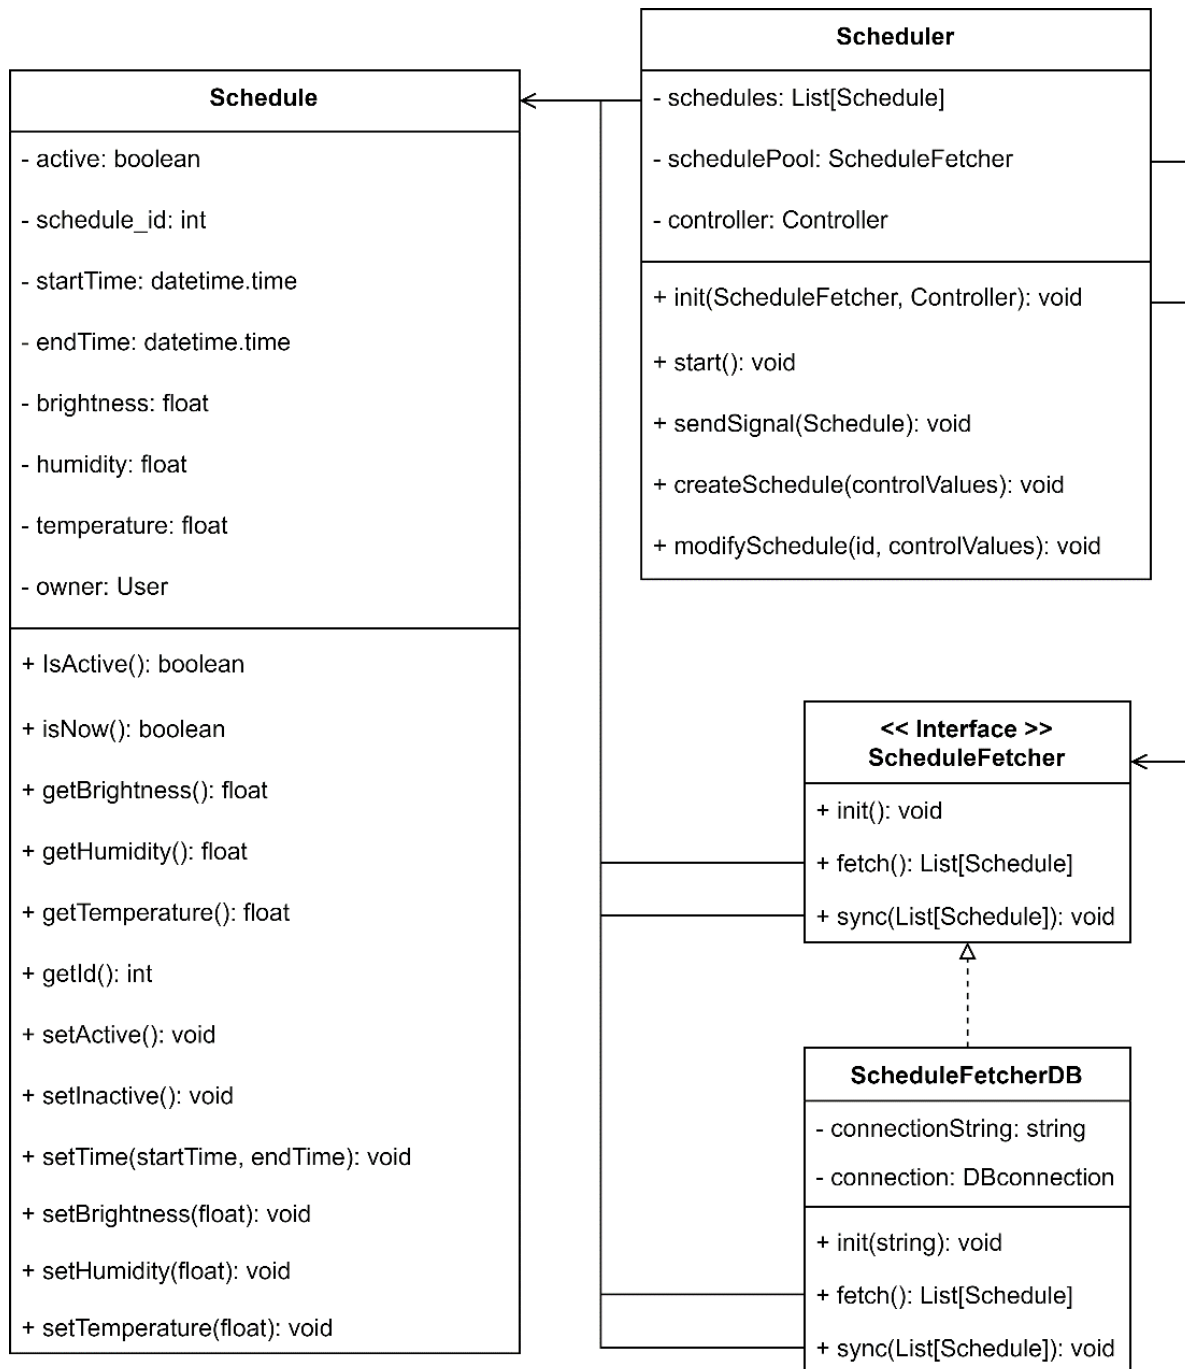 Schedule
- active: boolean
- schedule_id: int
- startTime: datetime.time
- endTime: datetime.time
- brightness: float
- humidity: float
- temperature: float
- owner: User
+ IsActive(): boolean
+ isNow(): boolean
+ getBrightness(): float
+ getHumidity(): float
+ getTemperature(): float
+ getId(): int
+ setActive(): void
+ setInactive(): void
+ setTime(startTime, endTime): void
+ setBrightness(float): void
+ setHumidity(float): void
+ setTemperature(float): void
Scheduler
- schedules: List[Schedule]
- schedulePool: ScheduleFetcher
- controller: Controller
+ init(ScheduleFetcher, Controller): void
+ start(): void
+ sendSignal(Schedule): void
+ createSchedule(controlValues): void
+ modifySchedule(id, controlValues): void
<< Interface >>
ScheduleFetcher
+ init(): void
+ fetch(): List[Schedule]
+ sync(List[Schedule]): void
ScheduleFetcherDB
- connectionString: string
- connection: DBconnection
+ init(string): void
+ fetch(): List[Schedule]
+ sync(List[Schedule]): void